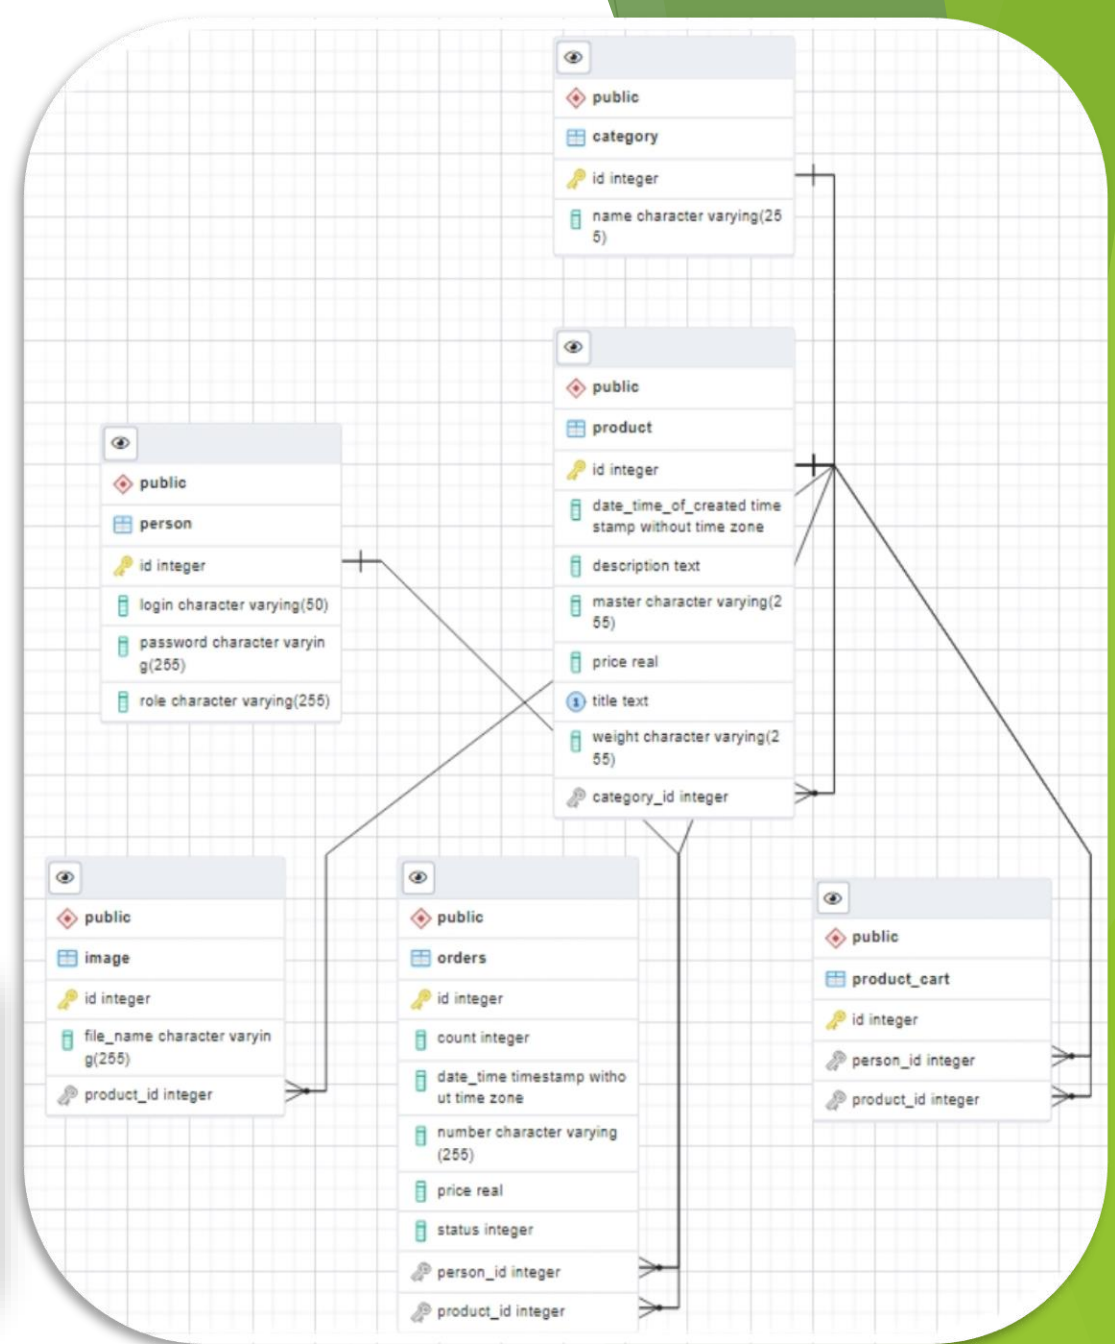 public
category
id integer
name character varying(25
5)
public
product
id integer
date_time_of_created time
stamp without time zone
description text
master character varying(2
55)
price real
title text
weight character varying(2
55)
category_id integer
public
person
id integer
login character varying(50)
password character varyin
g(255)
role character varying(255)
public
image
id integer
file_name character varyin
g(255)
product_id integer
public
orders
id integer
count integer
date_time timestamp witho
ut time zone
number character varying
(255)
price real
status integer
person_id integer
product_id integer
public
product_cart
id integer
person_id integer
product_id integer